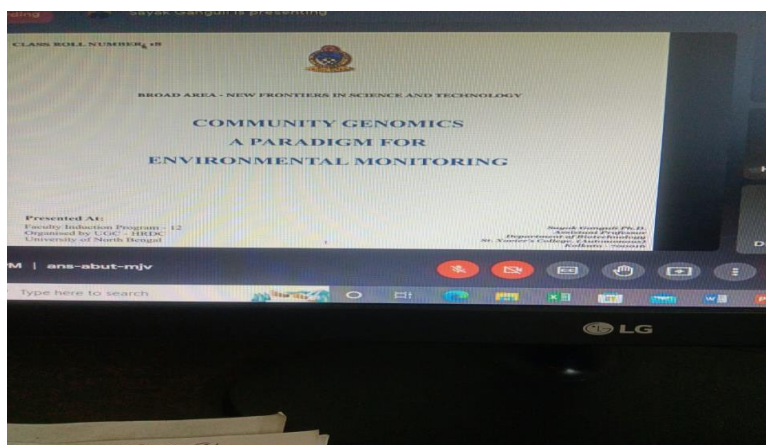 Sayak Ganguli is presenting
CLASS ROLL NUMBER: 18
BROAD AREA - NEW FRONTIERS IN SCIENCE AND TECHNOLOGY
COMMUNITY GENOMICS
A PARADIGM FOR
ENVIRONMENTAL MONITORING
Presented At:
Faculty Induction Program - 12
Organised by UGC - HRDC
University of North Bengal
Sayak Ganguli Ph.D.
Assistant Professor
Department of Biotechnology
St. Xavier's College, (Autonomous)
Kolkata - 700016
M | ans-abut-mjv
Type here to search
LG